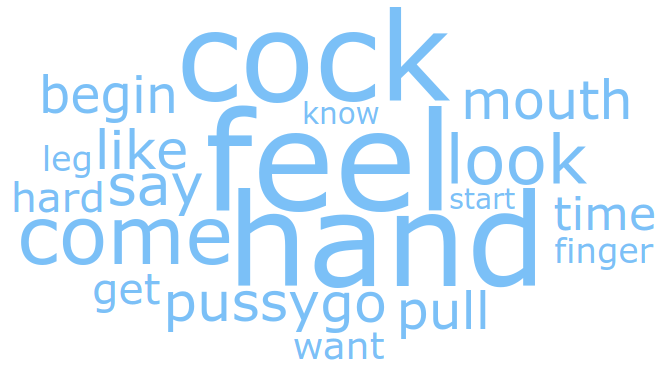 cock
begin
mouth
know
feel
like
look
leg
say
hard
start
hand
come
time
finger
get
pussy
go
pull
want